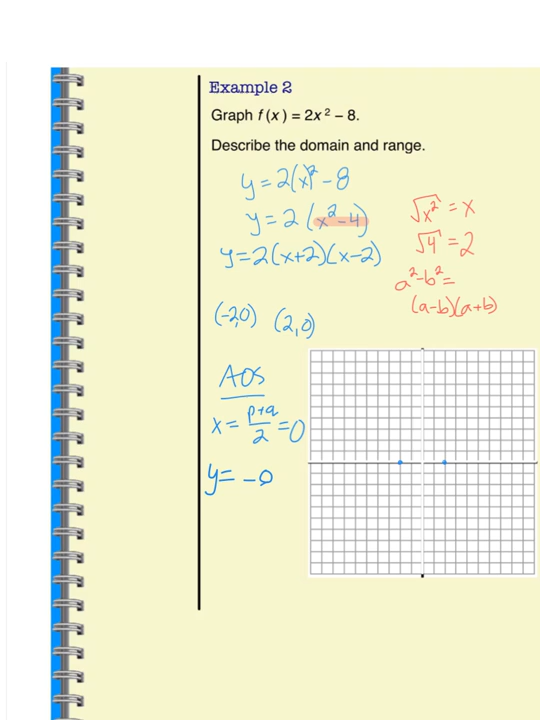 Example 2
Graph f(x) = 2x² − 8.
Describe the domain and range.
y = 2(x)² − 8
y = 2(x² − 4)
y = 2(x+2)(x−2)
√x² = x
√4 = 2
a² − b² =
(a−b)(a+b)
(-2,0) (2,0)
AOS
x = (p+q)/2 = 0
y =